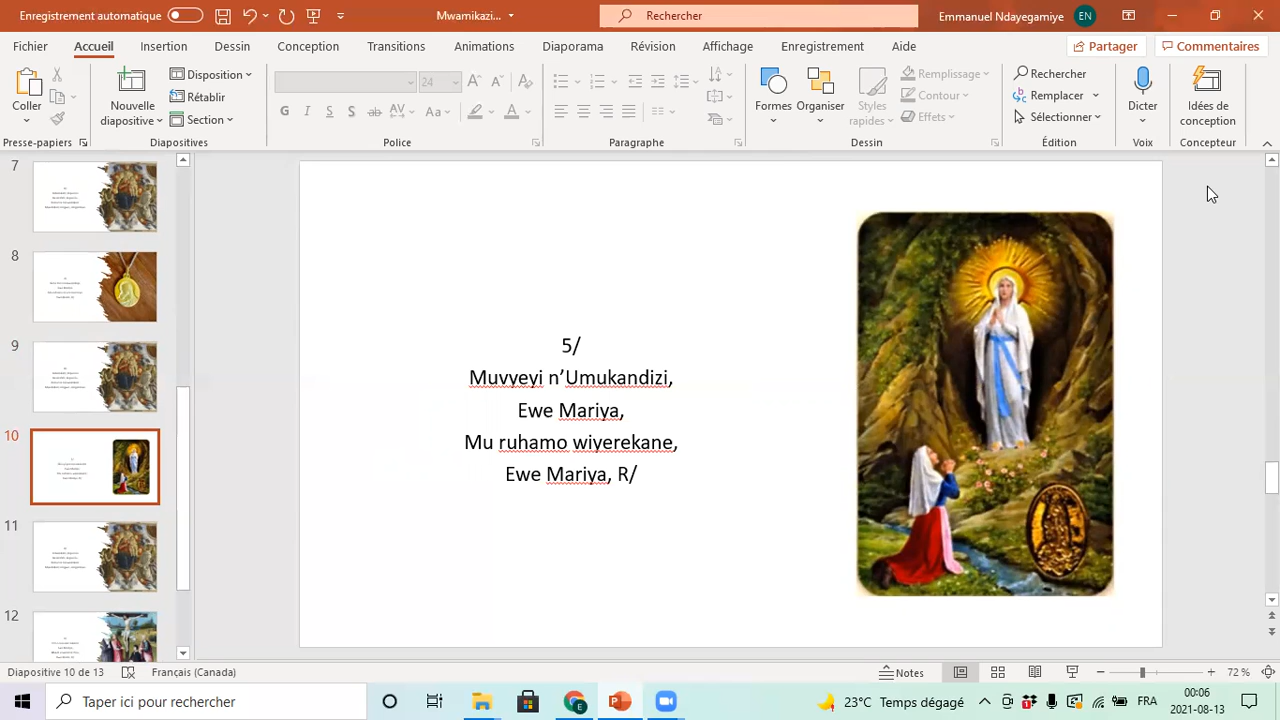 Enregistrement automatique
Mwamikazi...
Rechercher
Emmanuel Ndayegamiye
EN
Fichier
Accueil
Insertion
Dessin
Conception
Transitions
Animations
Diaporama
Révision
Affichage
Enregistrement
Aide
Partager
Commentaires
Coller
Nouvelle
diapositive
Disposition
Rétablir
Section
24
G
I
S
S
ab
AV
Aa
A
Formes
Organiser
Styles
rapides
Remplissage
Contour
Effets
Rechercher
Remplacer
Sélectionner
Dicter
Idées de
conception
Presse-papiers
Diapositives
Police
Paragraphe
Dessin
Édition
Voix
Concepteur
7
8
9
10
11
12
5/
Muvyeyi n’Umukandizi,
Ewe Mariya,
Mu ruhamo wiyerekane,
Ewe Mariya, R/
Diapositive 10 de 13
Français (Canada)
Notes
72 %
Taper ici pour rechercher
23°C Temps dégagé
FRA
00:06
2021-08-13